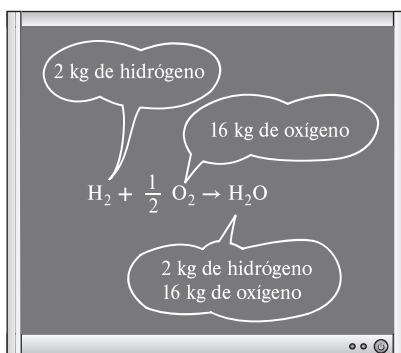 2 kg de hidrógeno
16 kg de oxígeno
H₂ + 1/2 O₂ → H₂O
2 kg de hidrógeno
16 kg de oxígeno